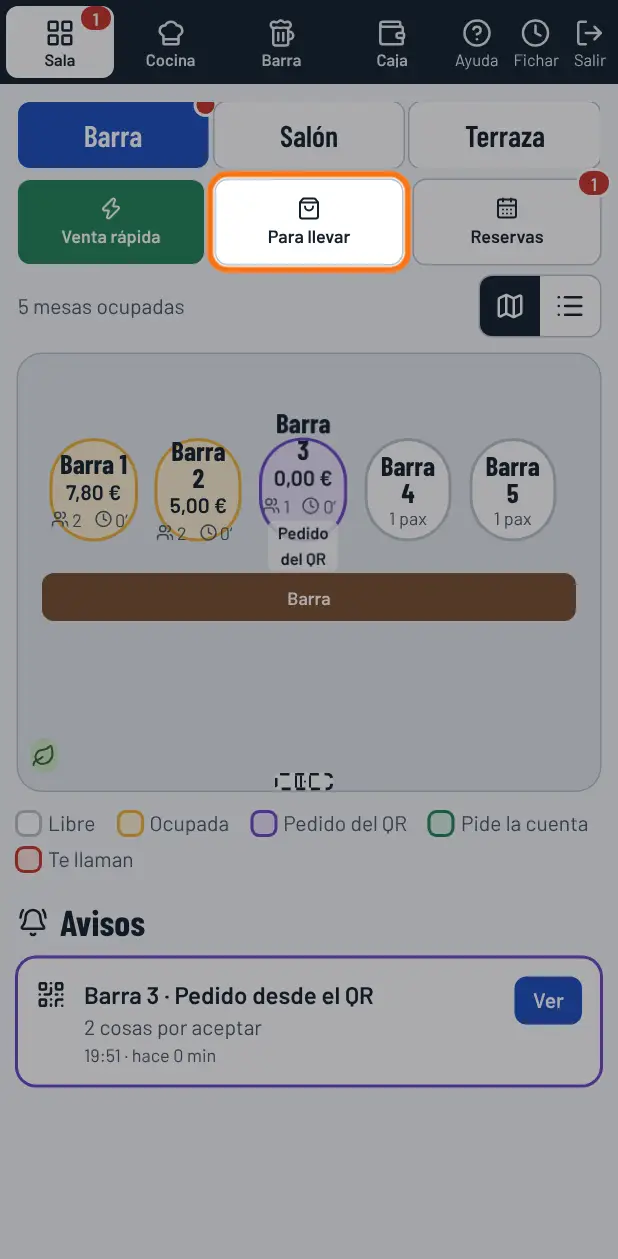 1
Sala
Cocina
Barra
Caja
Ayuda
Fichar
Salir
Barra
Salón
Terraza
Venta rápida
Para llevar
1
Reservas
5 mesas ocupadas
Barra 1
7,80 €
2 0'
Barra
2
5,00 €
2 0'
Barra
3
0,00 €
1 0'
Pedido
del QR
Barra
4
1 pax
Barra
5
1 pax
Barra
Libre
Ocupada
Pedido del QR
Pide la cuenta
Te llaman
Avisos
Barra 3 · Pedido desde el QR
2 cosas por aceptar
19:51 · hace 0 min
Ver